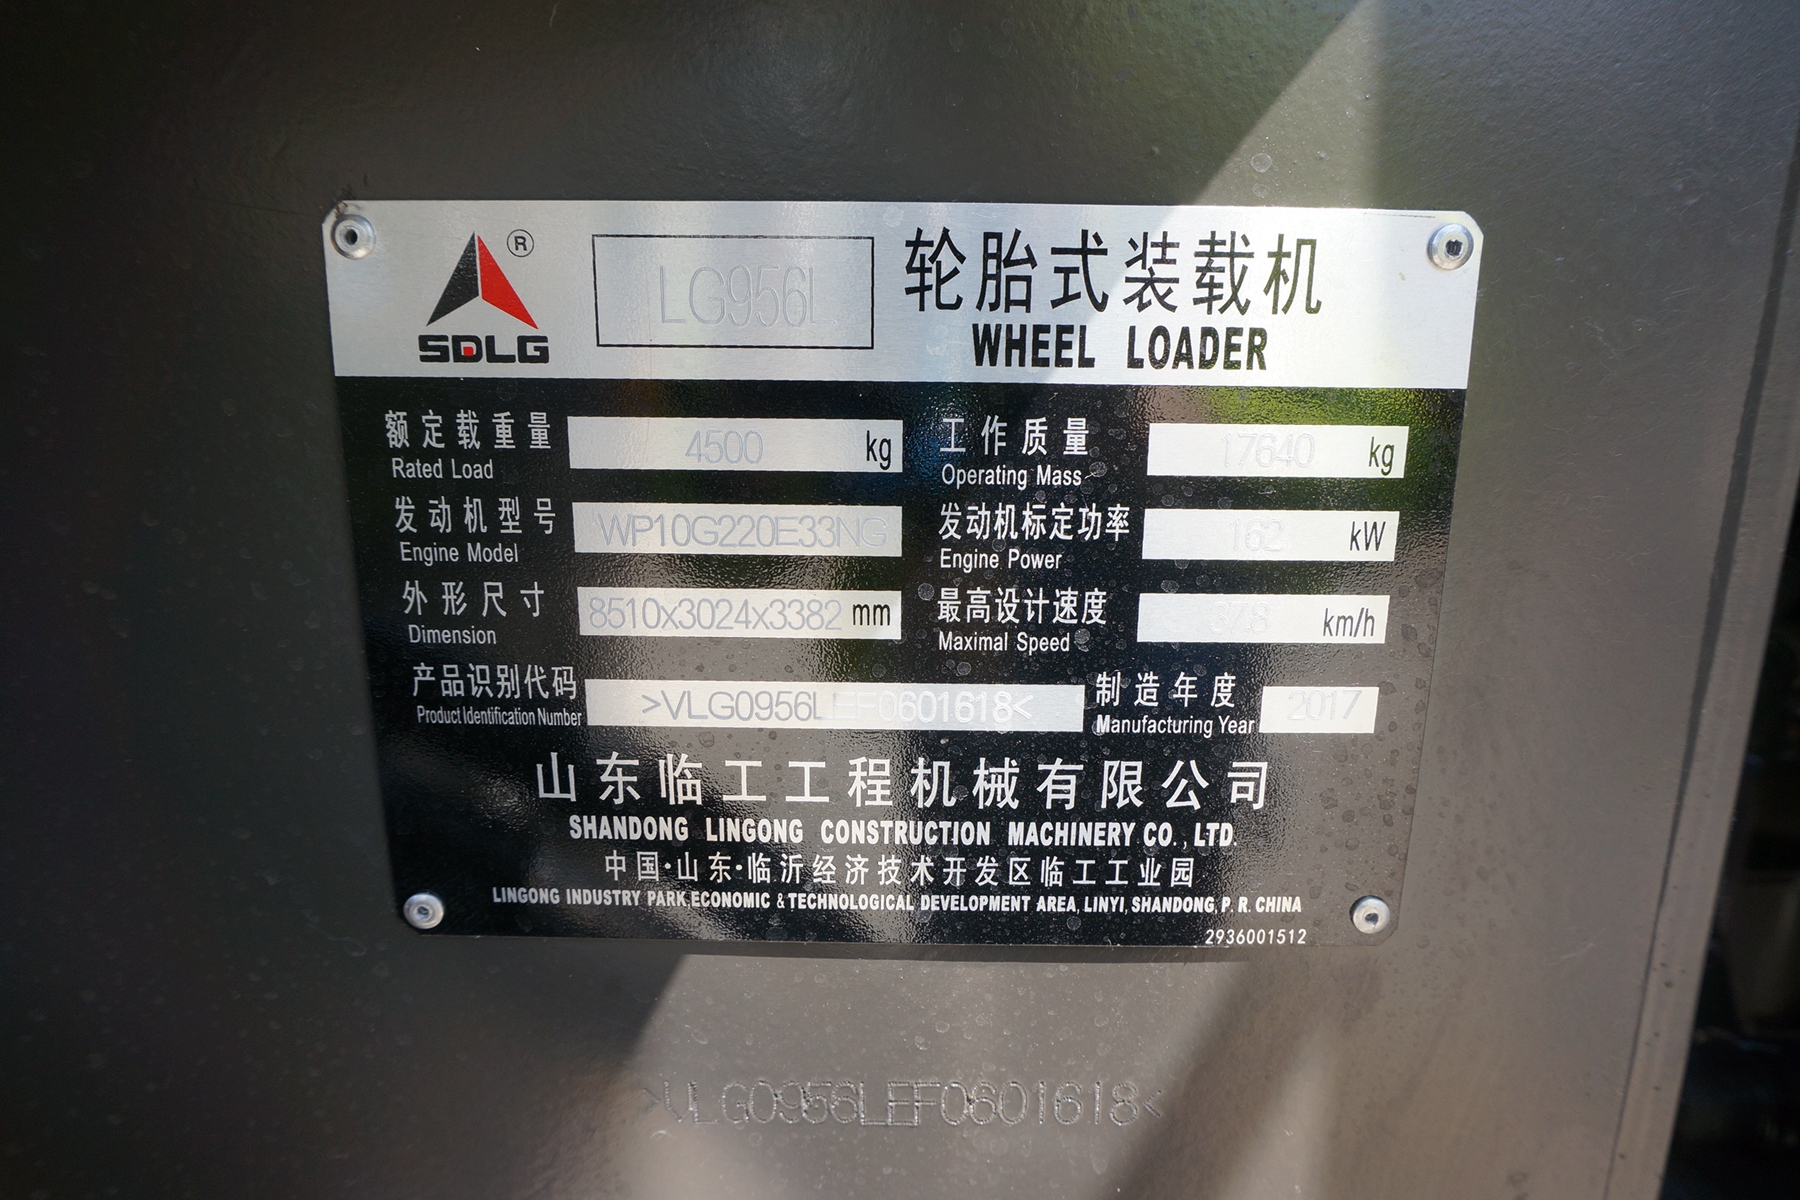 SDLG ®
LG956L
轮胎式装载机
WHEEL LOADER
额定载重量 4500 kg
Rated Load
工作质量 17640 kg
Operating Mass
发动机型号 WP10G220E33NG
Engine Model
发动机标定功率 162 kW
Engine Power
外形尺寸 8510x3024x3382 mm
Dimension
最高设计速度 37.8 km/h
Maximal Speed
产品识别代码 >VLG0956LEF0601618<
Product Identification Number
制造年度 2017
Manufacturing Year
山东临工工程机械有限公司
SHANDONG LINGONG CONSTRUCTION MACHINERY CO., LTD.
中国·山东·临沂经济技术开发区临工工业园
LINGONG INDUSTRY PARK, ECONOMIC & TECHNOLOGICAL DEVELOPMENT AREA, LINYI, SHANDONG, P. R. CHINA
2936001512
>VLG0956LEF0601618<